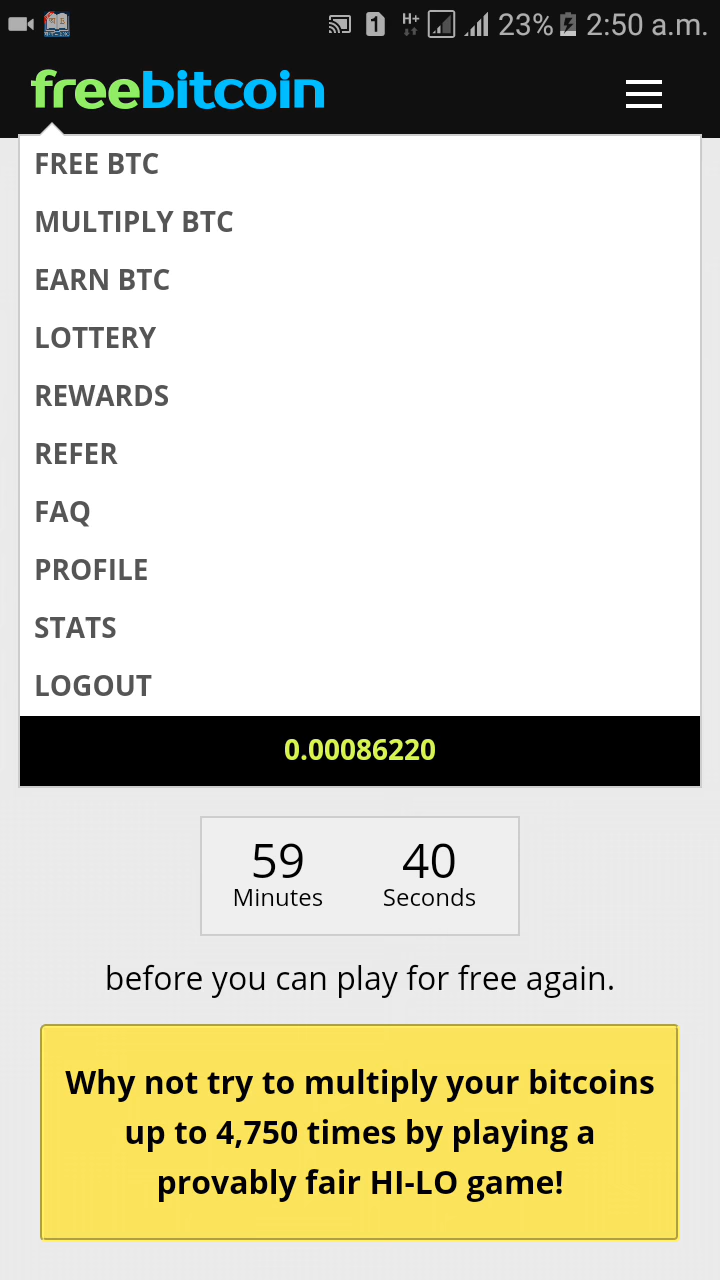 1 H+ 23% 2:50 a.m.
freebitcoin
FREE BTC
MULTIPLY BTC
EARN BTC
LOTTERY
REWARDS
REFER
FAQ
PROFILE
STATS
LOGOUT
0.00086220
59 40
Minutes Seconds
before you can play for free again.
Why not try to multiply your bitcoins
up to 4,750 times by playing a
provably fair HI-LO game!